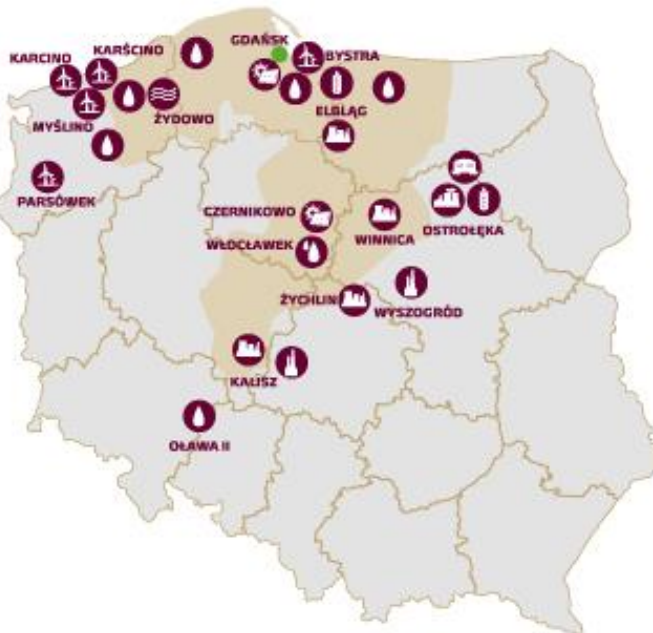 GDAŃSK
KARŚCINO
KARCINO
BYSTRA
ELBLĄG
ŻYDOWO
MYŚLINO
PARSÓWEK
CZERNIKOWO
WINNICA
OSTROŁĘKA
WŁOCŁAWEK
ŻYCHLIN
WYSZOGRÓD
KALISZ
OŁAWA II